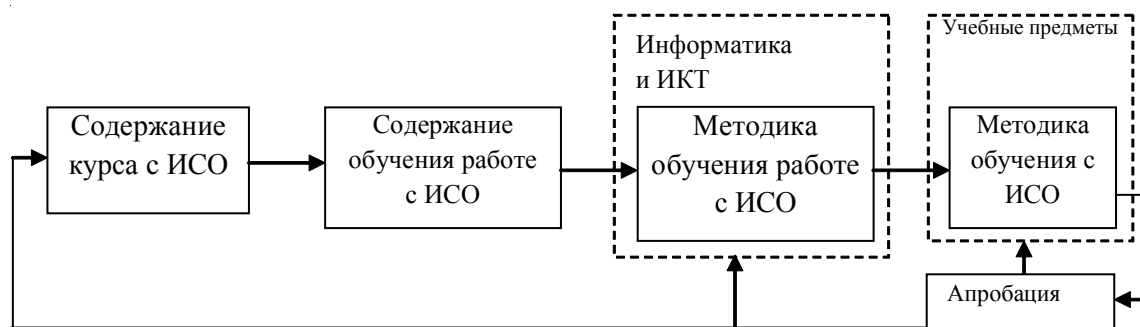 Учебные предметы
Информатика
и ИКТ
Содержание
курса с ИСО
Содержание
обучения работе
с ИСО
Методика
обучения работе
с ИСО
Методика
обучения с
ИСО
Апробация